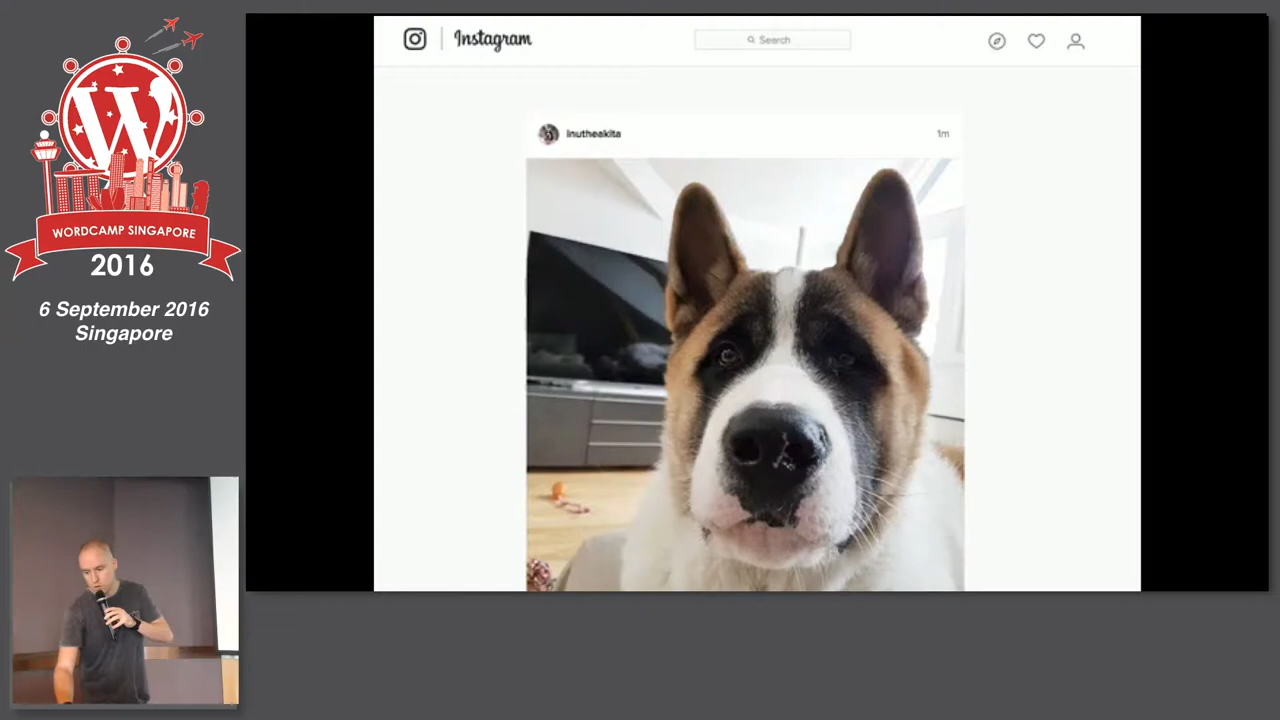 WORDCAMP SINGAPORE
2016
6 September 2016
Singapore
Instagram
Search
inutheakita
1m